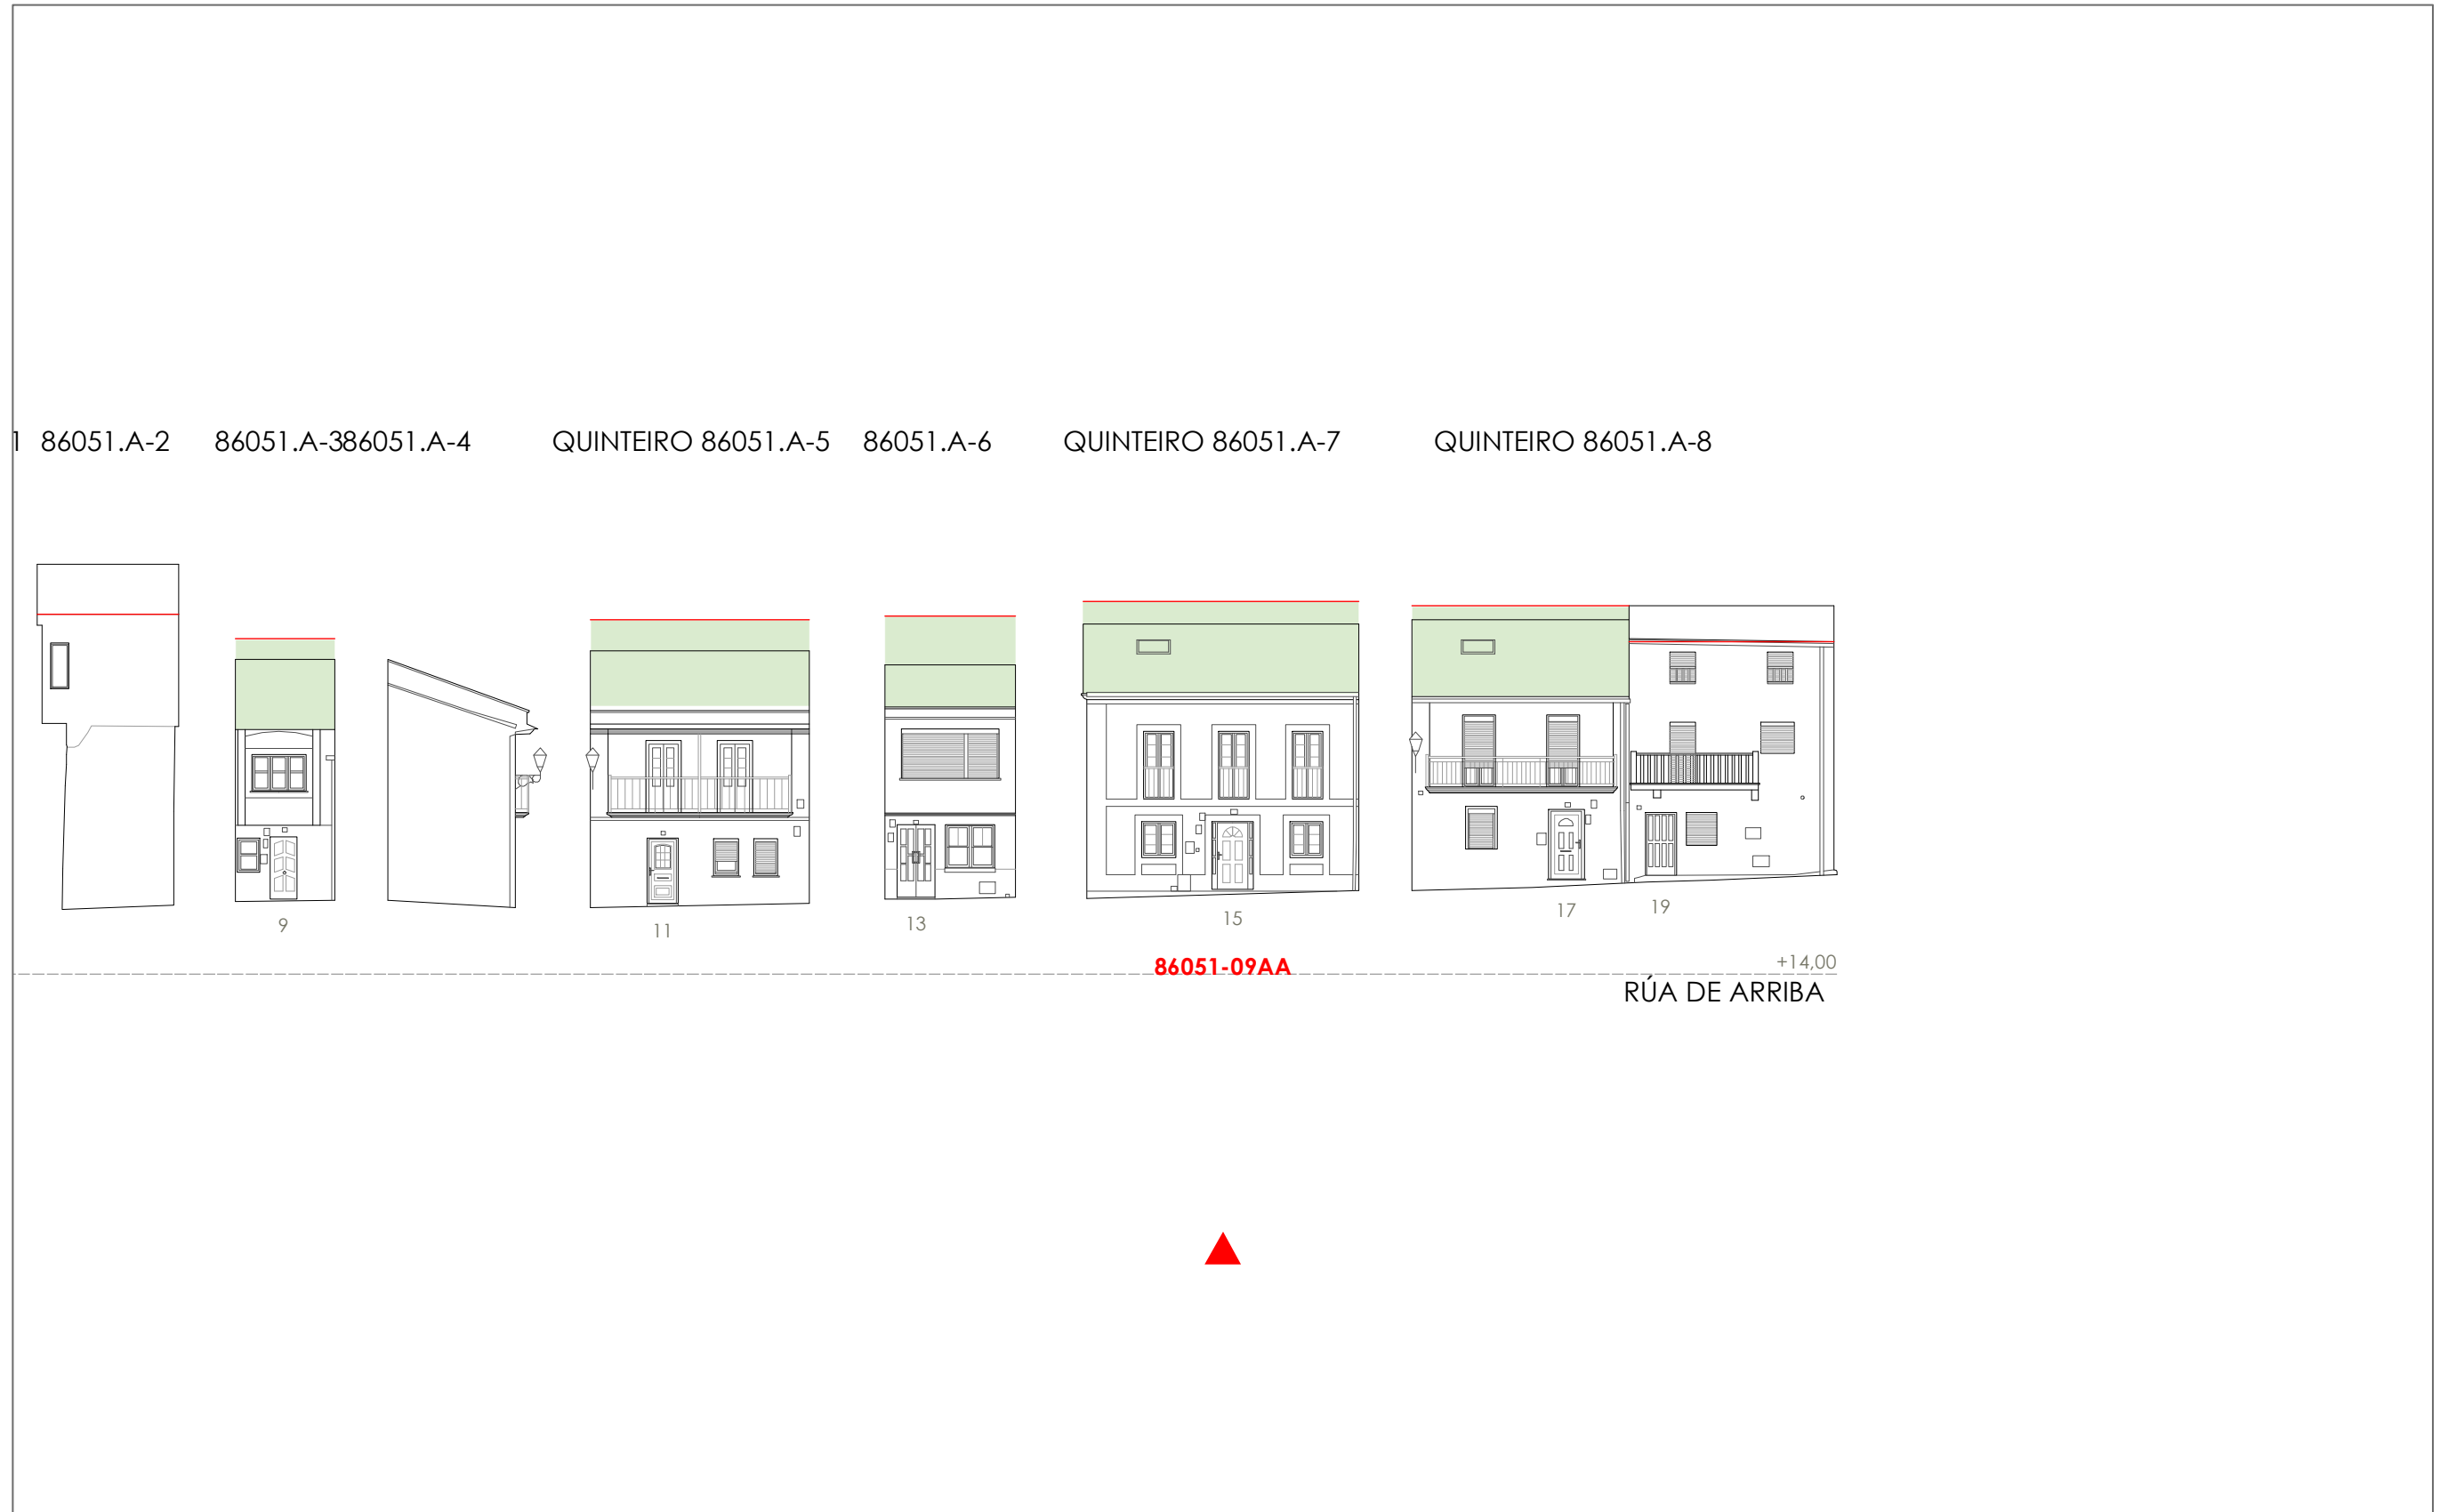 1 86051.A-2 86051.A-386051.A-4 QUINTEIRO 86051.A-5 86051.A-6 QUINTEIRO 86051.A-7 QUINTEIRO 86051.A-8
9 11 13 15 17 19
86051-09AA +14,00
RÚA DE ARRIBA